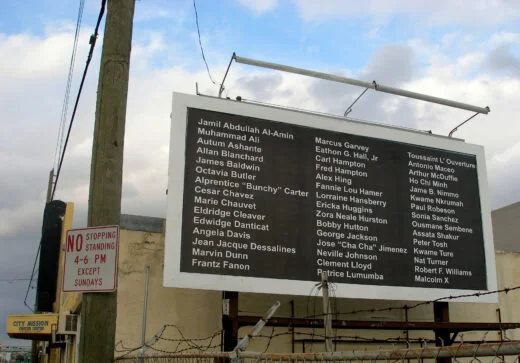 Jamil Abdullah Al-Amin
Muhammad Ali
Autum Ashante
Allan Blanchard
James Baldwin
Octavia Butler
Alprentice "Bunchy" Carter
Cesar Chavez
Marie Chauvet
Eldridge Cleaver
Edwidge Danticat
Angela Davis
Jean Jacque Dessalines
Marvin Dunn
Frantz Fanon
Marcus Garvey
Eathon G. Hall, Jr
Carl Hampton
Fred Hampton
Alex Hing
Fannie Lou Hamer
Lorraine Hansberry
Ericka Huggins
Zora Neale Hurston
Bobby Hutton
George Jackson
Jose "Cha Cha" Jimenez
Neville Johnson
Clement Lloyd
Patrice Lumumba
Toussaint L' Ouverture
Antonio Maceo
Arthur McDuffie
Ho Chi Minh
Jame B. Nimmo
Kwame Nkrumah
Paul Robeson
Sonia Sanchez
Ousmane Sembene
Assata Shakur
Peter Tosh
Kwame Ture
Nat Turner
Robert F. Williams
Malcolm X
NO STOPPING
STANDING
4-6 PM
EXCEPT
SUNDAYS
CITY MISSION